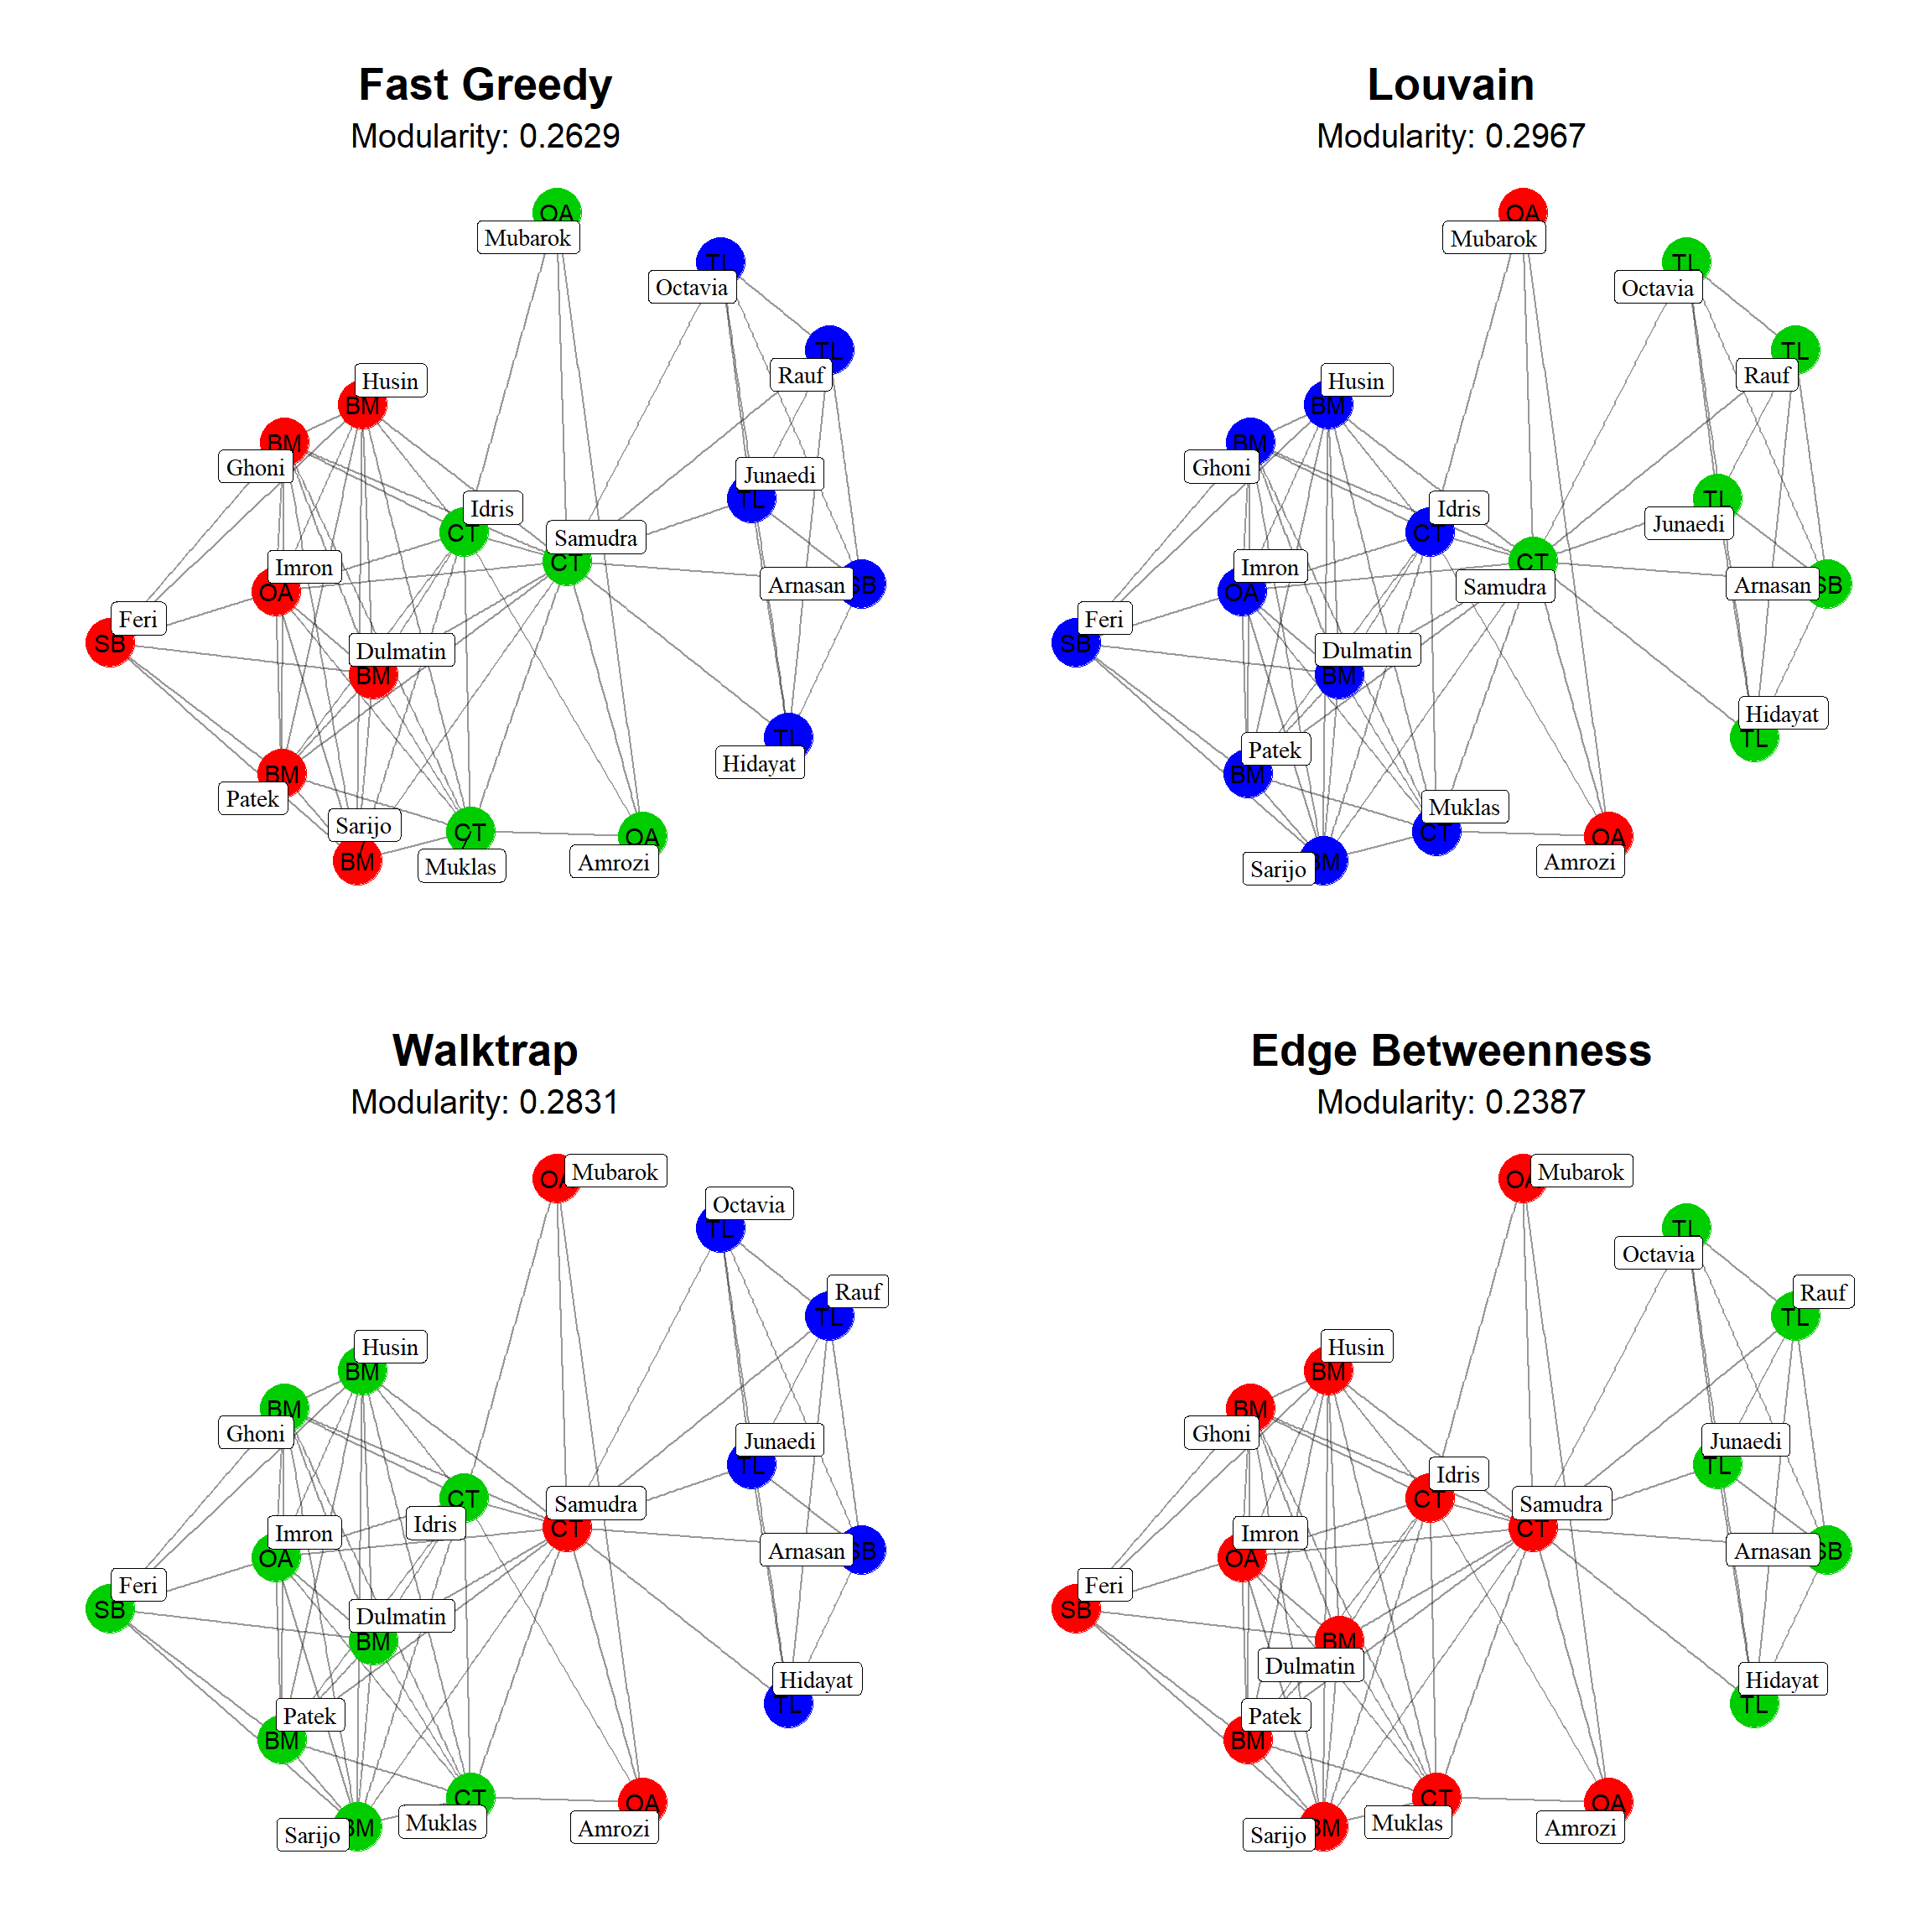 Fast Greedy
Modularity: 0.2629
OA
Mubarok
TL
Octavia
TL
Rauf
Husin
BM
BM
Ghoni
Junaedi
TL
Idris
CT
Samudra
CT
Imron
OA
Arnasan
SB
Feri
SB
Dulmatin
BM
TL
Hidayat
BM
Patek
Sarijo
BM
CT
Muklas
OA
Amrozi
Louvain
Modularity: 0.2967
OA
Mubarok
TL
Octavia
TL
Rauf
Husin
BM
BM
Ghoni
TL
Junaedi
Idris
CT
CT
Samudra
Imron
OA
Arnasan
SB
Feri
SB
Dulmatin
BM
Hidayat
TL
Patek
BM
Muklas
CT
Sarijo
BM
OA
Amrozi
Walktrap
Modularity: 0.2831
OA
Mubarok
Octavia
TL
Rauf
TL
Husin
BM
BM
Ghoni
Junaedi
TL
CT
Idris
Samudra
CT
Imron
OA
Arnasan
SB
Feri
SB
Dulmatin
BM
Hidayat
TL
Patek
BM
CT
Muklas
Sarijo
BM
OA
Amrozi
Edge Betweenness
Modularity: 0.2387
OA
Mubarok
TL
Octavia
Rauf
TL
Husin
BM
BM
Ghoni
Junaedi
TL
Idris
CT
Samudra
CT
Imron
OA
Arnasan
SB
Feri
SB
BM
Dulmatin
Hidayat
TL
Patek
BM
CT
Muklas
Sarijo
BM
OA
Amrozi